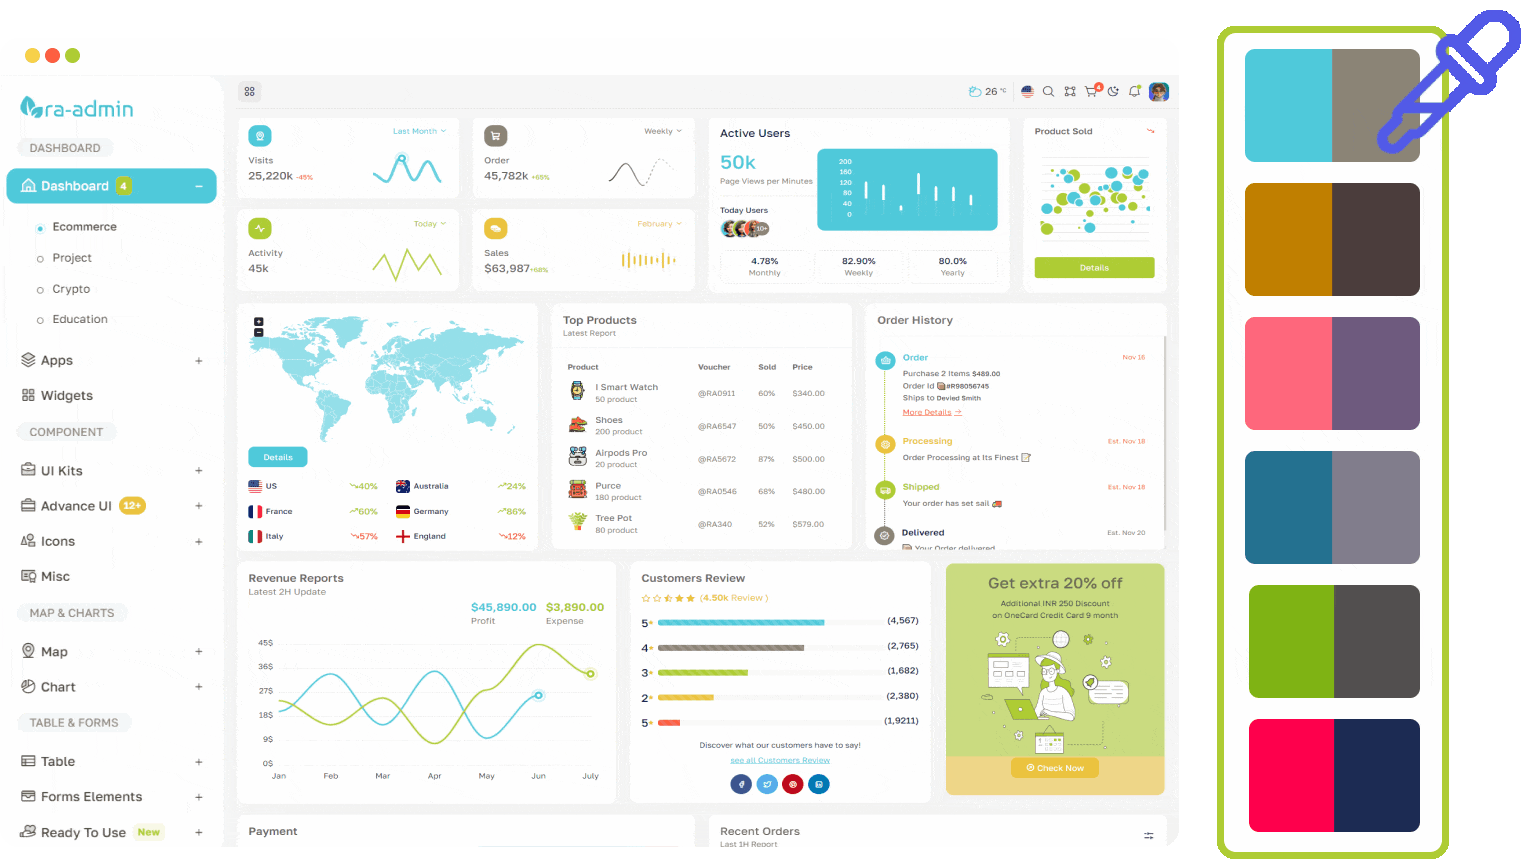 ra-admin
DASHBOARD
Dashboard 4 −
Ecommerce
Project
Crypto
Education
Apps +
Widgets
COMPONENT
UI Kits +
Advance UI 12+ +
Icons +
Misc
MAP & CHARTS
Map +
Chart +
TABLE & FORMS
Table +
Forms Elements +
Ready To Use New +
26 °C
4
Last Month
Visits
25,220k -45%
Weekly
Order
45,782k +65%
Today
Activity
45k
February
Sales
$63,987 +68%
Active Users
50k
Page Views per Minutes
Today Users
10+
200
160
120
80
40
0
4.78%
Monthly
82.90%
Weekly
80.0%
Yearly
Product Sold
Details
+
−
Details
US 40%
Australia 24%
France 60%
Germany 86%
Italy 57%
England 12%
Top Products
Latest Report
Product Voucher Sold Price
I Smart Watch
50 product
@RA0911 60% $340.00
Shoes
200 product
@RA6547 50% $450.00
Airpods Pro
20 product
@RA5672 87% $500.00
Purce
180 product
@RA0546 68% $480.00
Tree Pot
80 product
@RA340 52% $579.00
Order History
Order Nov 16
Purchase 2 Items $489.00
Order Id #R98056745
Ships to Devied Smith
More Details →
Processing Est. Nov 18
Order Processing at Its Finest
Shipped Est. Nov 18
Your order has set sail
Delivered Est. Nov 20
Your Order delivered
Revenue Reports
Latest 2H Update
$45,890.00 $3,890.00
Profit Expense
45$
36$
27$
18$
9$
0$
Jan Feb Mar Apr May Jun July
Customers Review
(4.50k Review )
5 (4,567)
4 (2,765)
3 (1,682)
2 (2,380)
5 (1,9211)
Discover what our customers have to say!
see all Customers Review
Get extra 20% off
Additional INR 250 Discount
on OneCard Credit Card 9 month
Check Now
Payment
Recent Orders
Last 1H Report